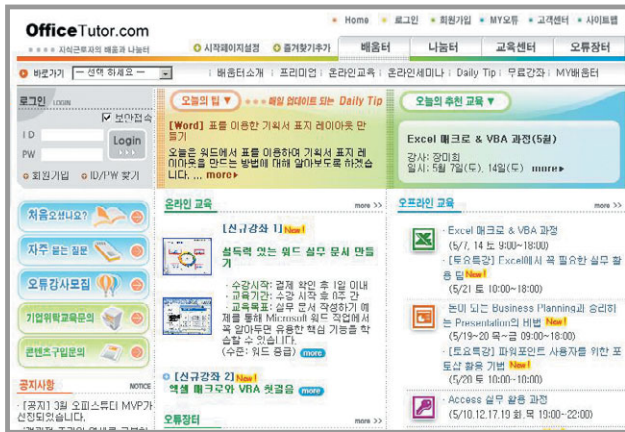 Home 로그인 회원가입 MY오튜 고객센터 사이트맵
OfficeTutor.com
지식근로자의 배움과 나눔터
시작페이지설정 즐겨찾기추가 배움터 나눔터 교육센터 오튜장터
바로가기 -- 선택 하세요 --
배움터소개 | 프리미엄 | 온라인교육 | 온라인세미나 | Daily Tip | 무료강좌 | MY배움터
로그인 LOGIN
보안접속
ID
PW
Login
회원가입 ID/PW 찾기
오늘의 팁 ▼ 매일 업데이트 되는 Daily Tip
[Word] 표를 이용한 기획서 표지 레이아웃 만
들기
오늘은 워드에서 표를 이용하여 기획서 표지 레
이아웃을 만드는 방법에 대해 알아보도록 하겠습
니다. ... more▶
오늘의 추천 교육 ▼
Excel 매크로 & VBA 과정(5월)
강사: 장미희
일시: 5월 7일(토), 14일(토) more▶
처음오셨나요?
자주 묻는 질문
오튜강사모집
기업위탁교육문의
콘텐츠구입문의
공지사항 NOTICE
[공지] 3월 오피스튜터 MVP가
선정되었습니다.
온라인 교육 more >>
[신규강좌 1] New!
설득력 있는 워드 실무 문서 만들
기
· 수강시작: 결제 확인 후 1일 이내
· 교육기간: 수강 시작 후 8주 간
· 교육목표: 실무 문서 작성하기 예
제를 통해 Microsoft 워드 작업에서
꼭 알아두면 유용한 핵심 기능을 학
습할 수 있습니다.
(수준: 워드 중급) more
[신규강좌 2] New!
엑셀 매크로와 VBA 첫걸음 more
오튜장터 more >>
오프라인 교육 more >>
· Excel 매크로 & VBA 과정
(5/7, 14 토 9:00~18:00)
· [토요특강] Excel에서 꼭 필요한 실무 활
용 팁 New!
(5/21 토 10:00~18:00)
· 돈이 되는 Business Planning과 승리하
는 Presentation의 비법 New!
(5/19~20 목~금 09:00~18:00)
· [토요특강] 파워포인트 사용자를 위한 포
토샵 활용 기법 New!
(5/28 토 10:00~18:00)
· Access 실무 활용 과정
(5/10.12.17.19 화,목 19:00~22:00)